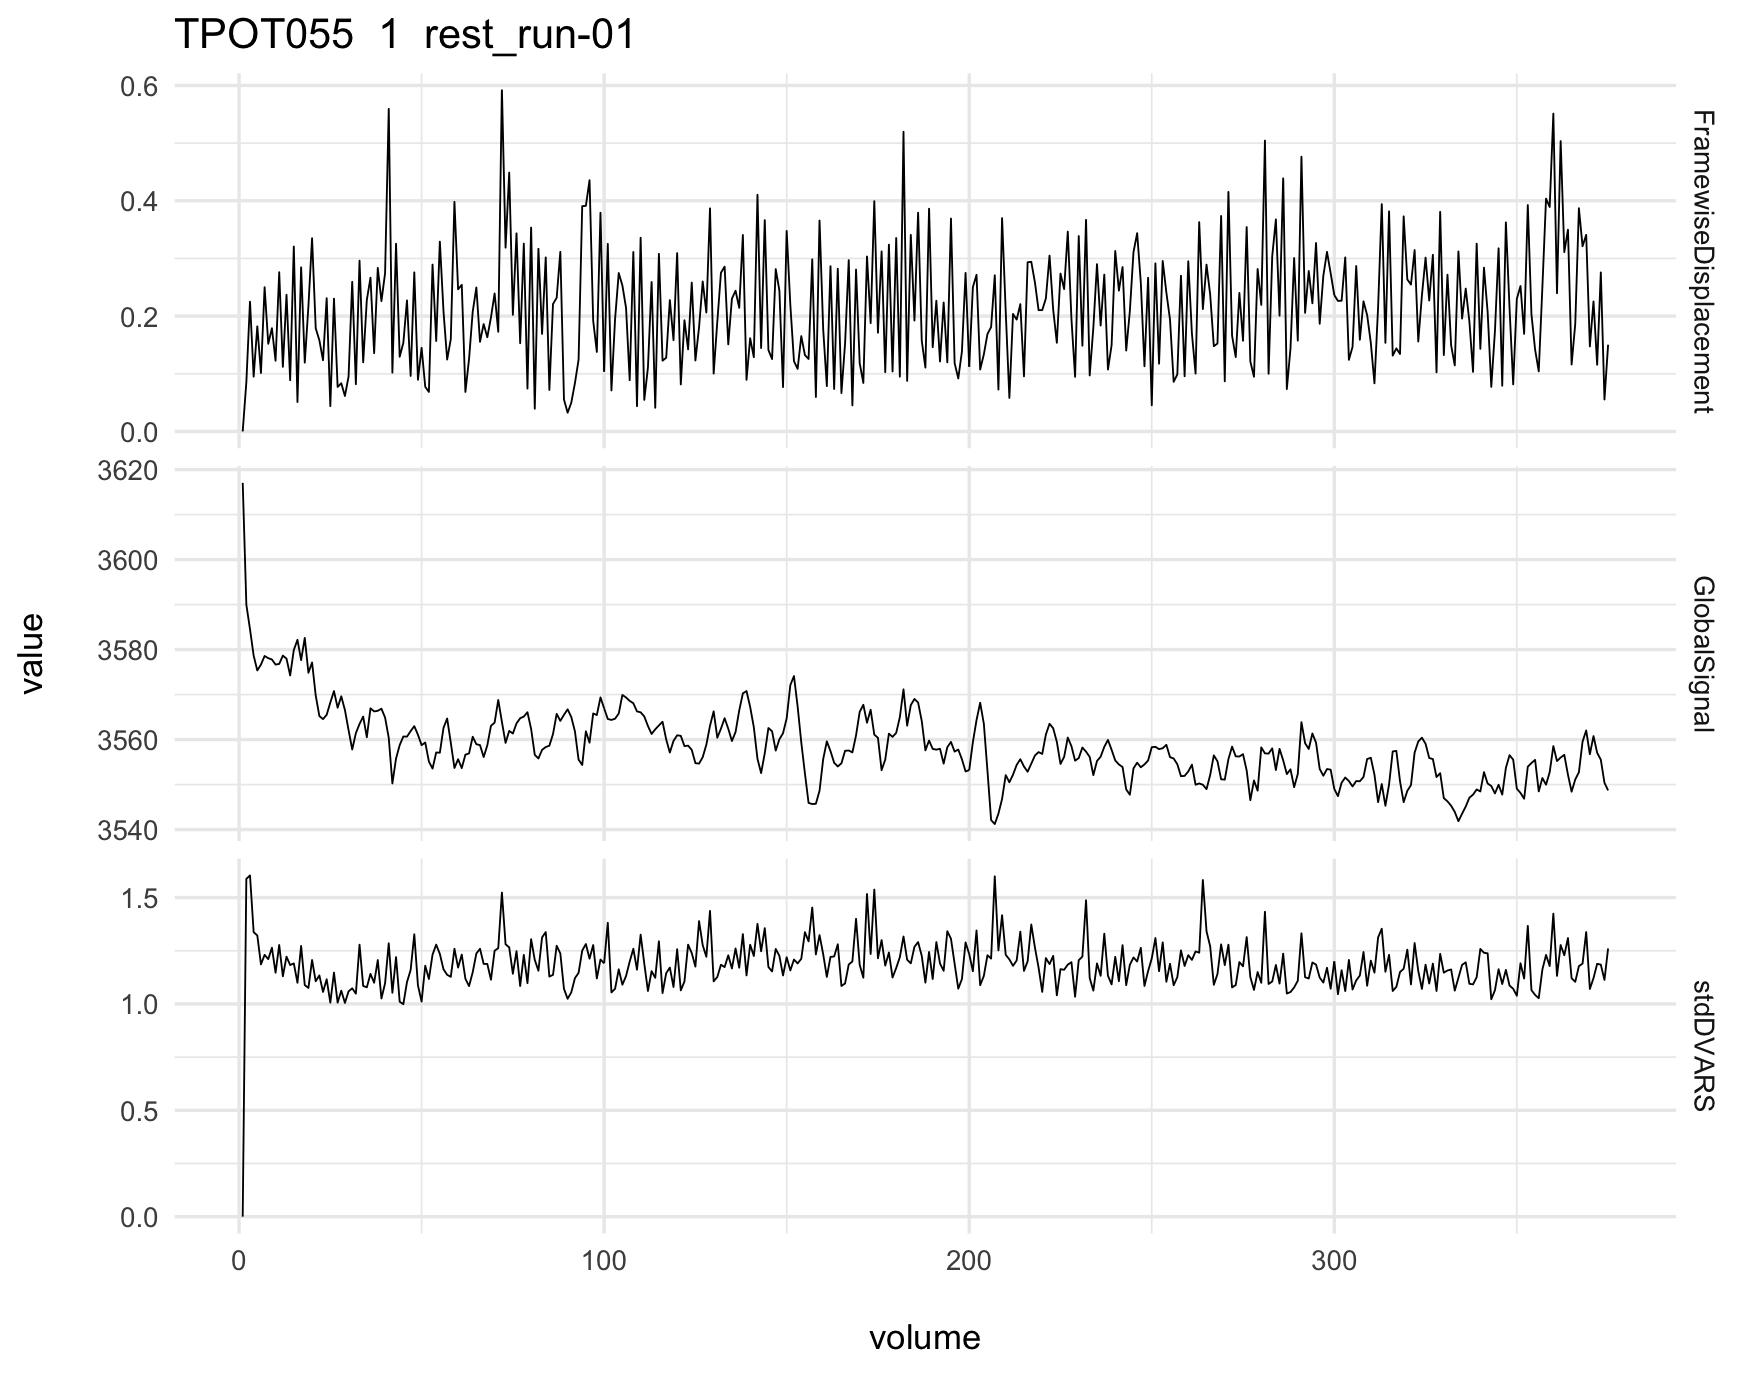 TPOT055 1 rest_run-01
0.6
0.4
0.2
0.0
FramewiseDisplacement
3620
3600
3580
3560
3540
GlobalSignal
value
1.5
1.0
0.5
0.0
stdDVARS
0 100 200 300
volume